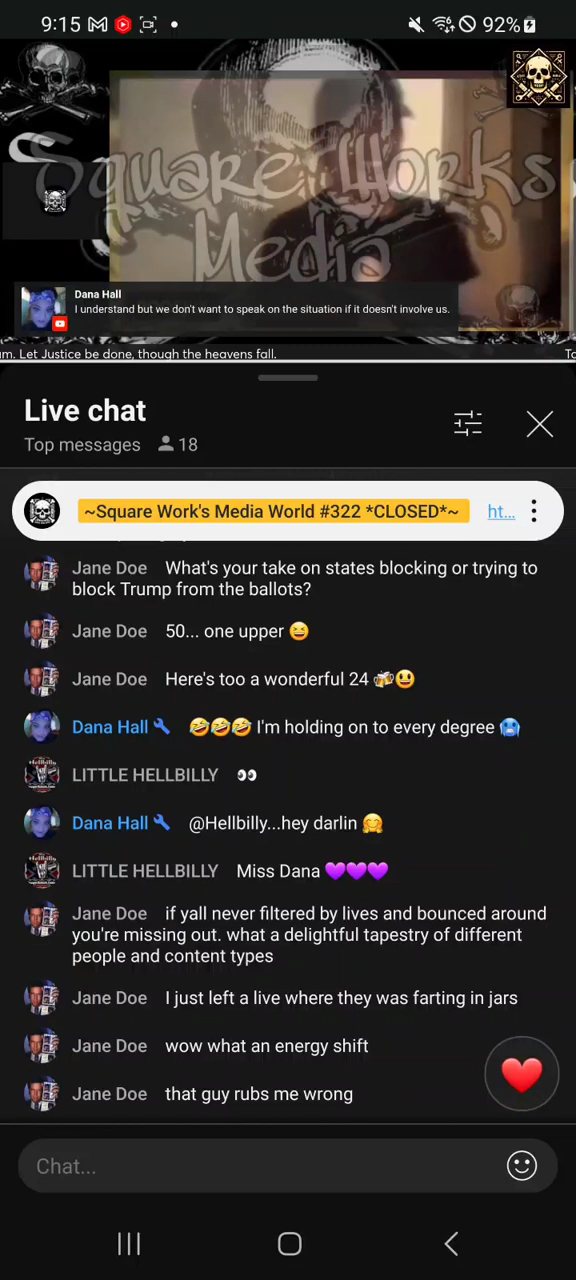 9:15
92%
Square Works
Media
Dana Hall
I understand but we don't want to speak on the situation if it doesn't involve us.
m. Let Justice be done, though the heavens fall.
To
Live chat
Top messages 18
~Square Work's Media World #322 *CLOSED*~ ht...
Jane Doe What's your take on states blocking or trying to
block Trump from the ballots?
Jane Doe 50... one upper 😆
Jane Doe Here's too a wonderful 24 🍻😃
Dana Hall 🤣🤣🤣 I'm holding on to every degree 🥶
LITTLE HELLBILLY 👀
Dana Hall @Hellbilly...hey darlin 🤗
LITTLE HELLBILLY Miss Dana 💜💜💜
Jane Doe if yall never filtered by lives and bounced around
you're missing out. what a delightful tapestry of different
people and content types
Jane Doe I just left a live where they was farting in jars
Jane Doe wow what an energy shift
Jane Doe that guy rubs me wrong
Chat...